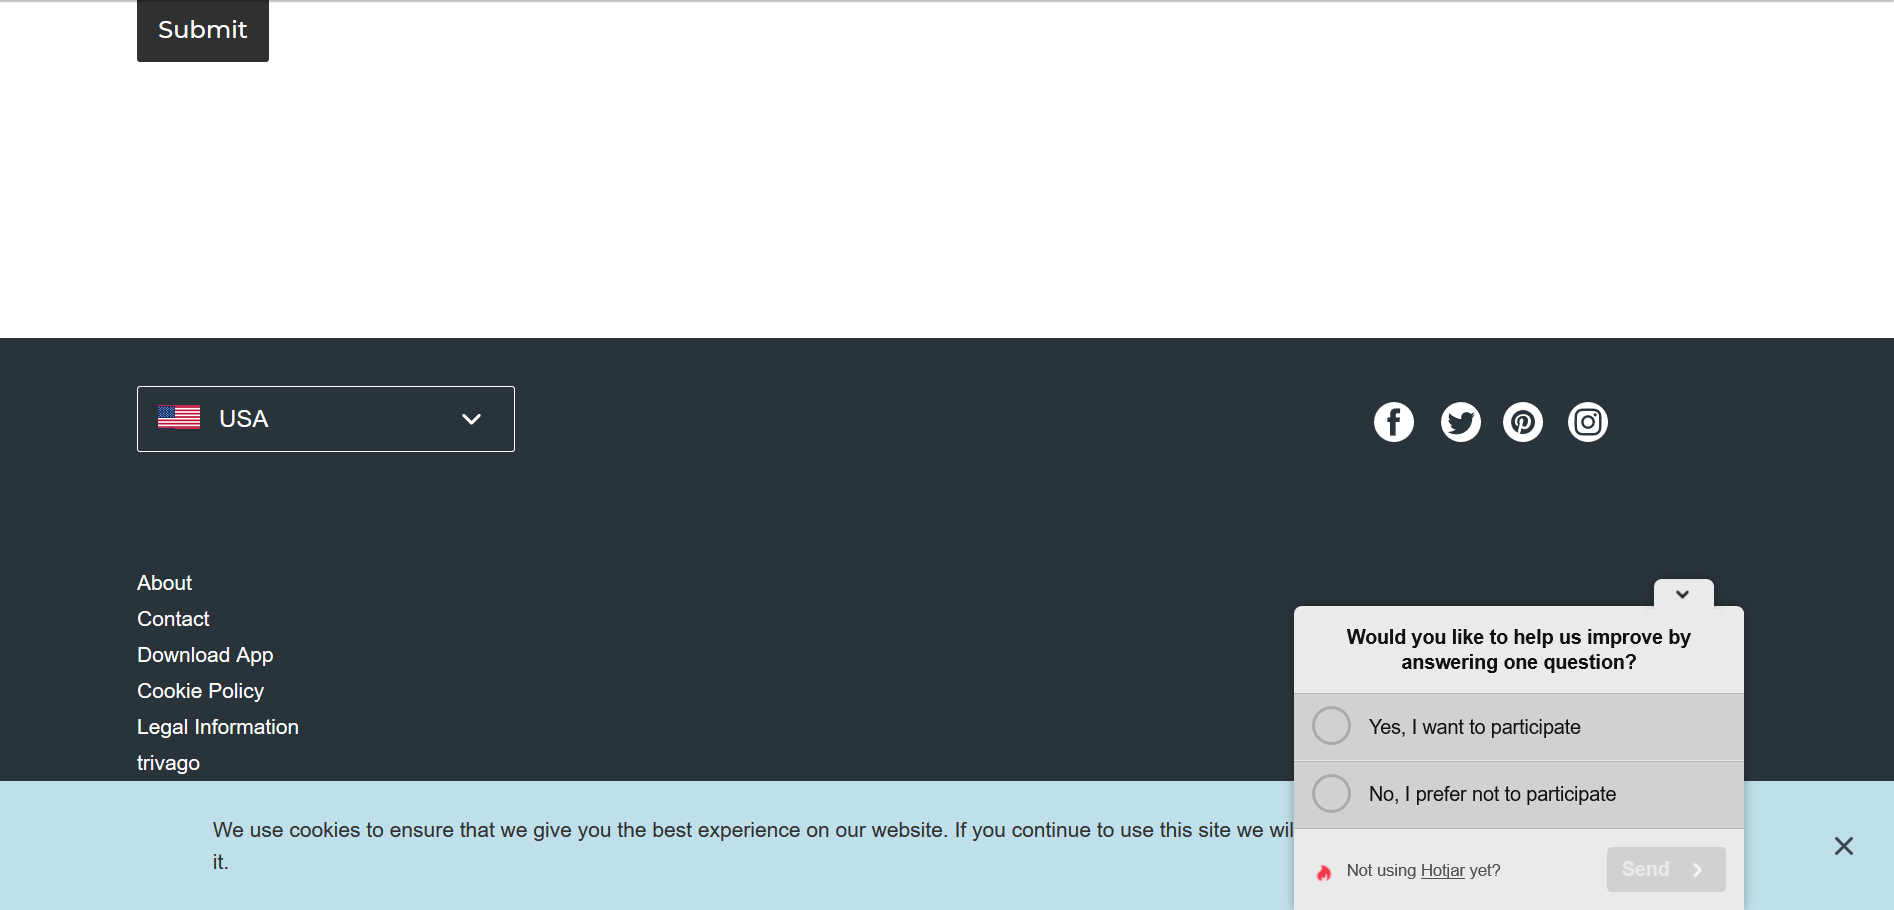 Submit
USA
About
Contact
Download App
Cookie Policy
Legal Information
trivago
Would you like to help us improve by
answering one question?
Yes, I want to participate
No, I prefer not to participate
Not using Hotjar yet?
Send
We use cookies to ensure that we give you the best experience on our website. If you continue to use this site we
it.